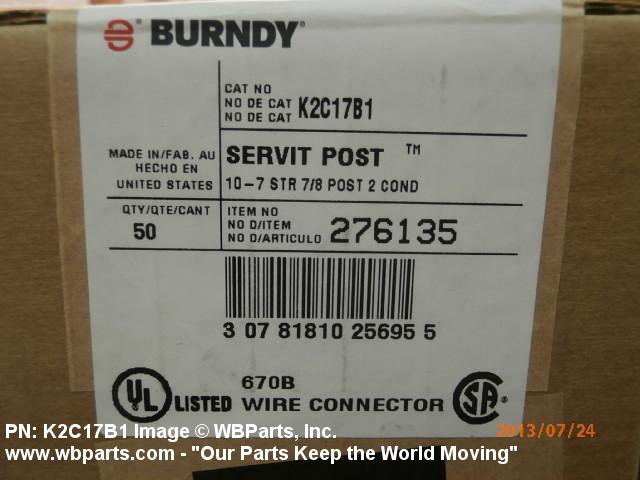 BURNDY
CAT NO
NO DE CAT
NO DE CAT K2C17B1
MADE IN/FAB. AU
HECHO EN
UNITED STATES
SERVIT POST ™
10-7 STR 7/8 POST 2 COND
QTY/QTE/CANT
50
ITEM NO
NO D/ITEM
NO D/ARTICULO 276135
3 07 81810 25695 5
UL LISTED
670B
WIRE CONNECTOR
SA
PN: K2C17B1 Image © WBParts, Inc.
2013/07/24
www.wbparts.com - "Our Parts Keep the World Moving"